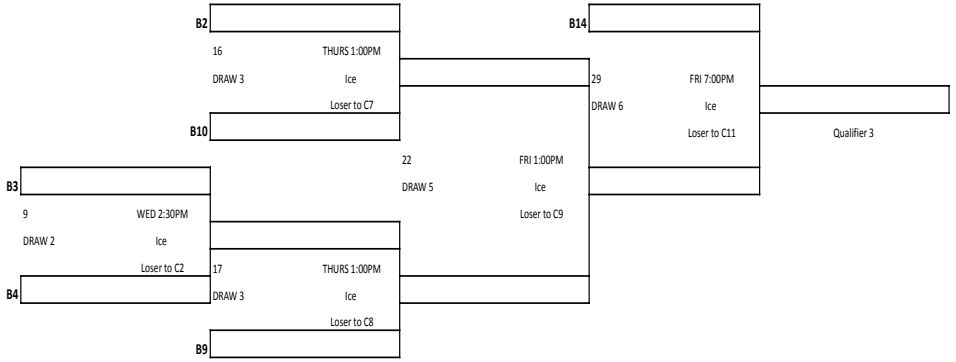 B2
B14
16 THURS 1:00PM
DRAW 3 Ice
Loser to C7
B10
29 FRI 7:00PM
DRAW 6 Ice
Loser to C11
Qualifier 3
22 FRI 1:00PM
DRAW 5 Ice
Loser to C9
B3
9 WED 2:30PM
DRAW 2 Ice
Loser to C2
B4
17 THURS 1:00PM
DRAW 3 Ice
Loser to C8
B9